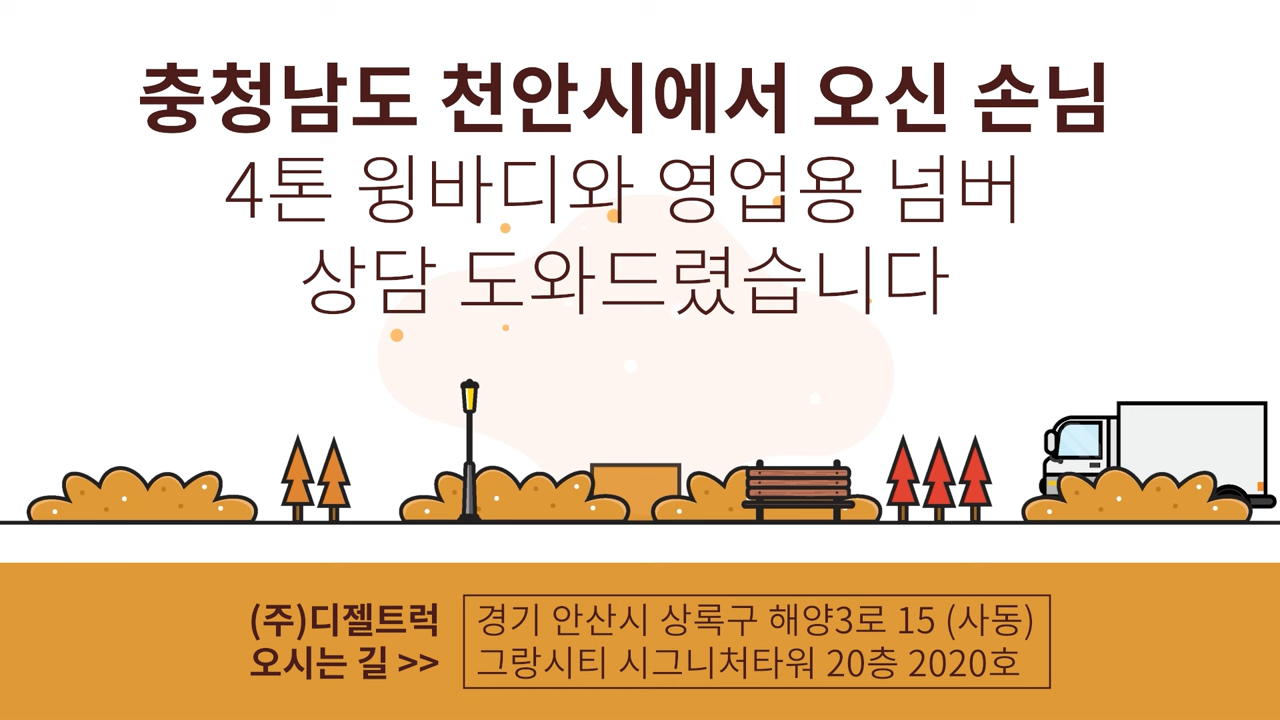 충청남도 천안시에서 오신 손님
4톤 윙바디와 영업용 넘버
상담 도와드렸습니다
(주)디젤트럭
오시는 길 >>
경기 안산시 상록구 해양3로 15 (사동)
그랑시티 시그니처타워 20층 2020호